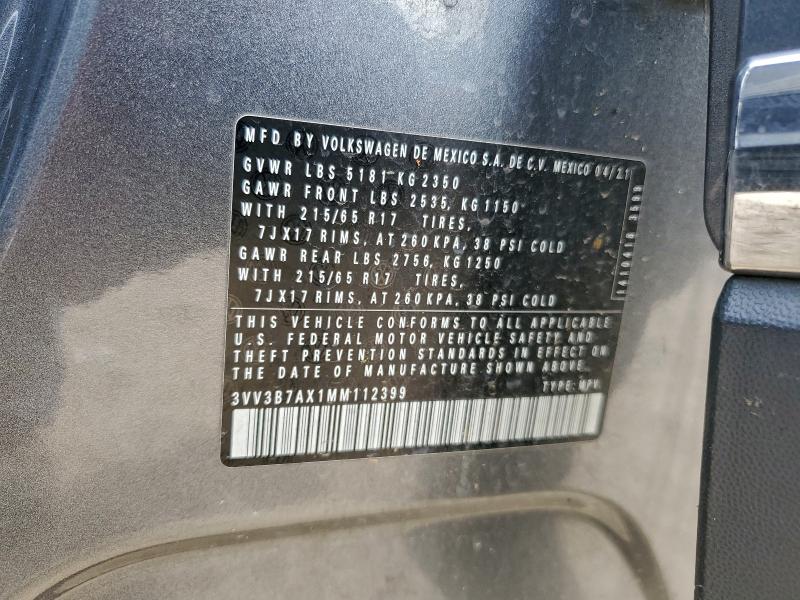 MFD BY VOLKSWAGEN DE MEXICO S.A. DE C.V. MEXICO 04/21
GVWR LBS 5181 KG 2350
GAWR FRONT LBS 2535, KG 1150
WITH 215/65 R17 TIRES,
7JX17 RIMS, AT 260 KPA, 38 PSI COLD
GAWR REAR LBS 2756, KG 1250
WITH 215/65 R17 TIRES,
7JX17 RIMS, AT 260 KPA, 38 PSI COLD
THIS VEHICLE CONFORMS TO ALL APPLICABLE
U.S. FEDERAL MOTOR VEHICLE SAFETY AND
THEFT PREVENTION STANDARDS IN EFFECT ON
THE DATE OF MANUFACTURE SHOWN ABOVE.
3VV3B7AX1MM112399
TYPE: MPV